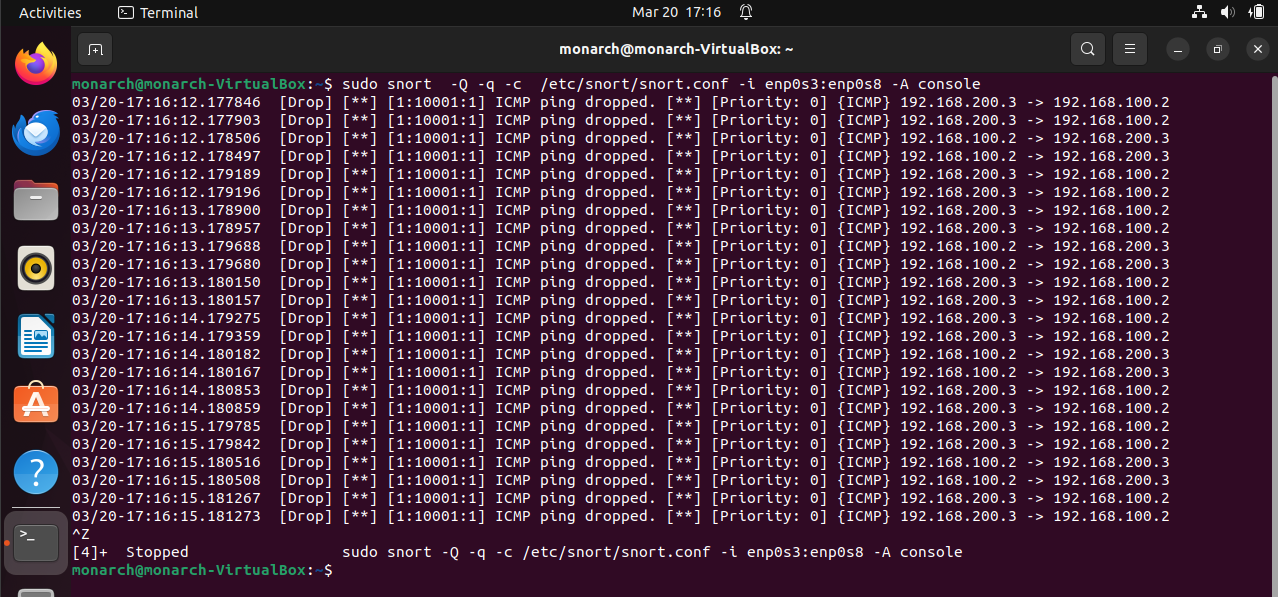 Activities Terminal Mar 20 17:16
monarch@monarch-VirtualBox: ~
monarch@monarch-VirtualBox:~$ sudo snort  -Q -q -c  /etc/snort/snort.conf -i enp0s3:enp0s8 -A console
03/20-17:16:12.177846  [Drop] [**] [1:10001:1] ICMP ping dropped. [**] [Priority: 0] {ICMP} 192.168.200.3 -> 192.168.100.2
03/20-17:16:12.177903  [Drop] [**] [1:10001:1] ICMP ping dropped. [**] [Priority: 0] {ICMP} 192.168.200.3 -> 192.168.100.2
03/20-17:16:12.178506  [Drop] [**] [1:10001:1] ICMP ping dropped. [**] [Priority: 0] {ICMP} 192.168.100.2 -> 192.168.200.3
03/20-17:16:12.178497  [Drop] [**] [1:10001:1] ICMP ping dropped. [**] [Priority: 0] {ICMP} 192.168.100.2 -> 192.168.200.3
03/20-17:16:12.179189  [Drop] [**] [1:10001:1] ICMP ping dropped. [**] [Priority: 0] {ICMP} 192.168.200.3 -> 192.168.100.2
03/20-17:16:12.179196  [Drop] [**] [1:10001:1] ICMP ping dropped. [**] [Priority: 0] {ICMP} 192.168.200.3 -> 192.168.100.2
03/20-17:16:13.178900  [Drop] [**] [1:10001:1] ICMP ping dropped. [**] [Priority: 0] {ICMP} 192.168.200.3 -> 192.168.100.2
03/20-17:16:13.178957  [Drop] [**] [1:10001:1] ICMP ping dropped. [**] [Priority: 0] {ICMP} 192.168.200.3 -> 192.168.100.2
03/20-17:16:13.179688  [Drop] [**] [1:10001:1] ICMP ping dropped. [**] [Priority: 0] {ICMP} 192.168.100.2 -> 192.168.200.3
03/20-17:16:13.179680  [Drop] [**] [1:10001:1] ICMP ping dropped. [**] [Priority: 0] {ICMP} 192.168.100.2 -> 192.168.200.3
03/20-17:16:13.180150  [Drop] [**] [1:10001:1] ICMP ping dropped. [**] [Priority: 0] {ICMP} 192.168.200.3 -> 192.168.100.2
03/20-17:16:13.180157  [Drop] [**] [1:10001:1] ICMP ping dropped. [**] [Priority: 0] {ICMP} 192.168.200.3 -> 192.168.100.2
03/20-17:16:14.179275  [Drop] [**] [1:10001:1] ICMP ping dropped. [**] [Priority: 0] {ICMP} 192.168.200.3 -> 192.168.100.2
03/20-17:16:14.179359  [Drop] [**] [1:10001:1] ICMP ping dropped. [**] [Priority: 0] {ICMP} 192.168.200.3 -> 192.168.100.2
03/20-17:16:14.180182  [Drop] [**] [1:10001:1] ICMP ping dropped. [**] [Priority: 0] {ICMP} 192.168.100.2 -> 192.168.200.3
03/20-17:16:14.180167  [Drop] [**] [1:10001:1] ICMP ping dropped. [**] [Priority: 0] {ICMP} 192.168.100.2 -> 192.168.200.3
03/20-17:16:14.180853  [Drop] [**] [1:10001:1] ICMP ping dropped. [**] [Priority: 0] {ICMP} 192.168.200.3 -> 192.168.100.2
03/20-17:16:14.180859  [Drop] [**] [1:10001:1] ICMP ping dropped. [**] [Priority: 0] {ICMP} 192.168.200.3 -> 192.168.100.2
03/20-17:16:15.179785  [Drop] [**] [1:10001:1] ICMP ping dropped. [**] [Priority: 0] {ICMP} 192.168.200.3 -> 192.168.100.2
03/20-17:16:15.179842  [Drop] [**] [1:10001:1] ICMP ping dropped. [**] [Priority: 0] {ICMP} 192.168.200.3 -> 192.168.100.2
03/20-17:16:15.180516  [Drop] [**] [1:10001:1] ICMP ping dropped. [**] [Priority: 0] {ICMP} 192.168.100.2 -> 192.168.200.3
03/20-17:16:15.180508  [Drop] [**] [1:10001:1] ICMP ping dropped. [**] [Priority: 0] {ICMP} 192.168.100.2 -> 192.168.200.3
03/20-17:16:15.181267  [Drop] [**] [1:10001:1] ICMP ping dropped. [**] [Priority: 0] {ICMP} 192.168.200.3 -> 192.168.100.2
03/20-17:16:15.181273  [Drop] [**] [1:10001:1] ICMP ping dropped. [**] [Priority: 0] {ICMP} 192.168.200.3 -> 192.168.100.2
^Z
[4]+  Stopped                 sudo snort -Q -q -c /etc/snort/snort.conf -i enp0s3:enp0s8 -A console
monarch@monarch-VirtualBox:~$